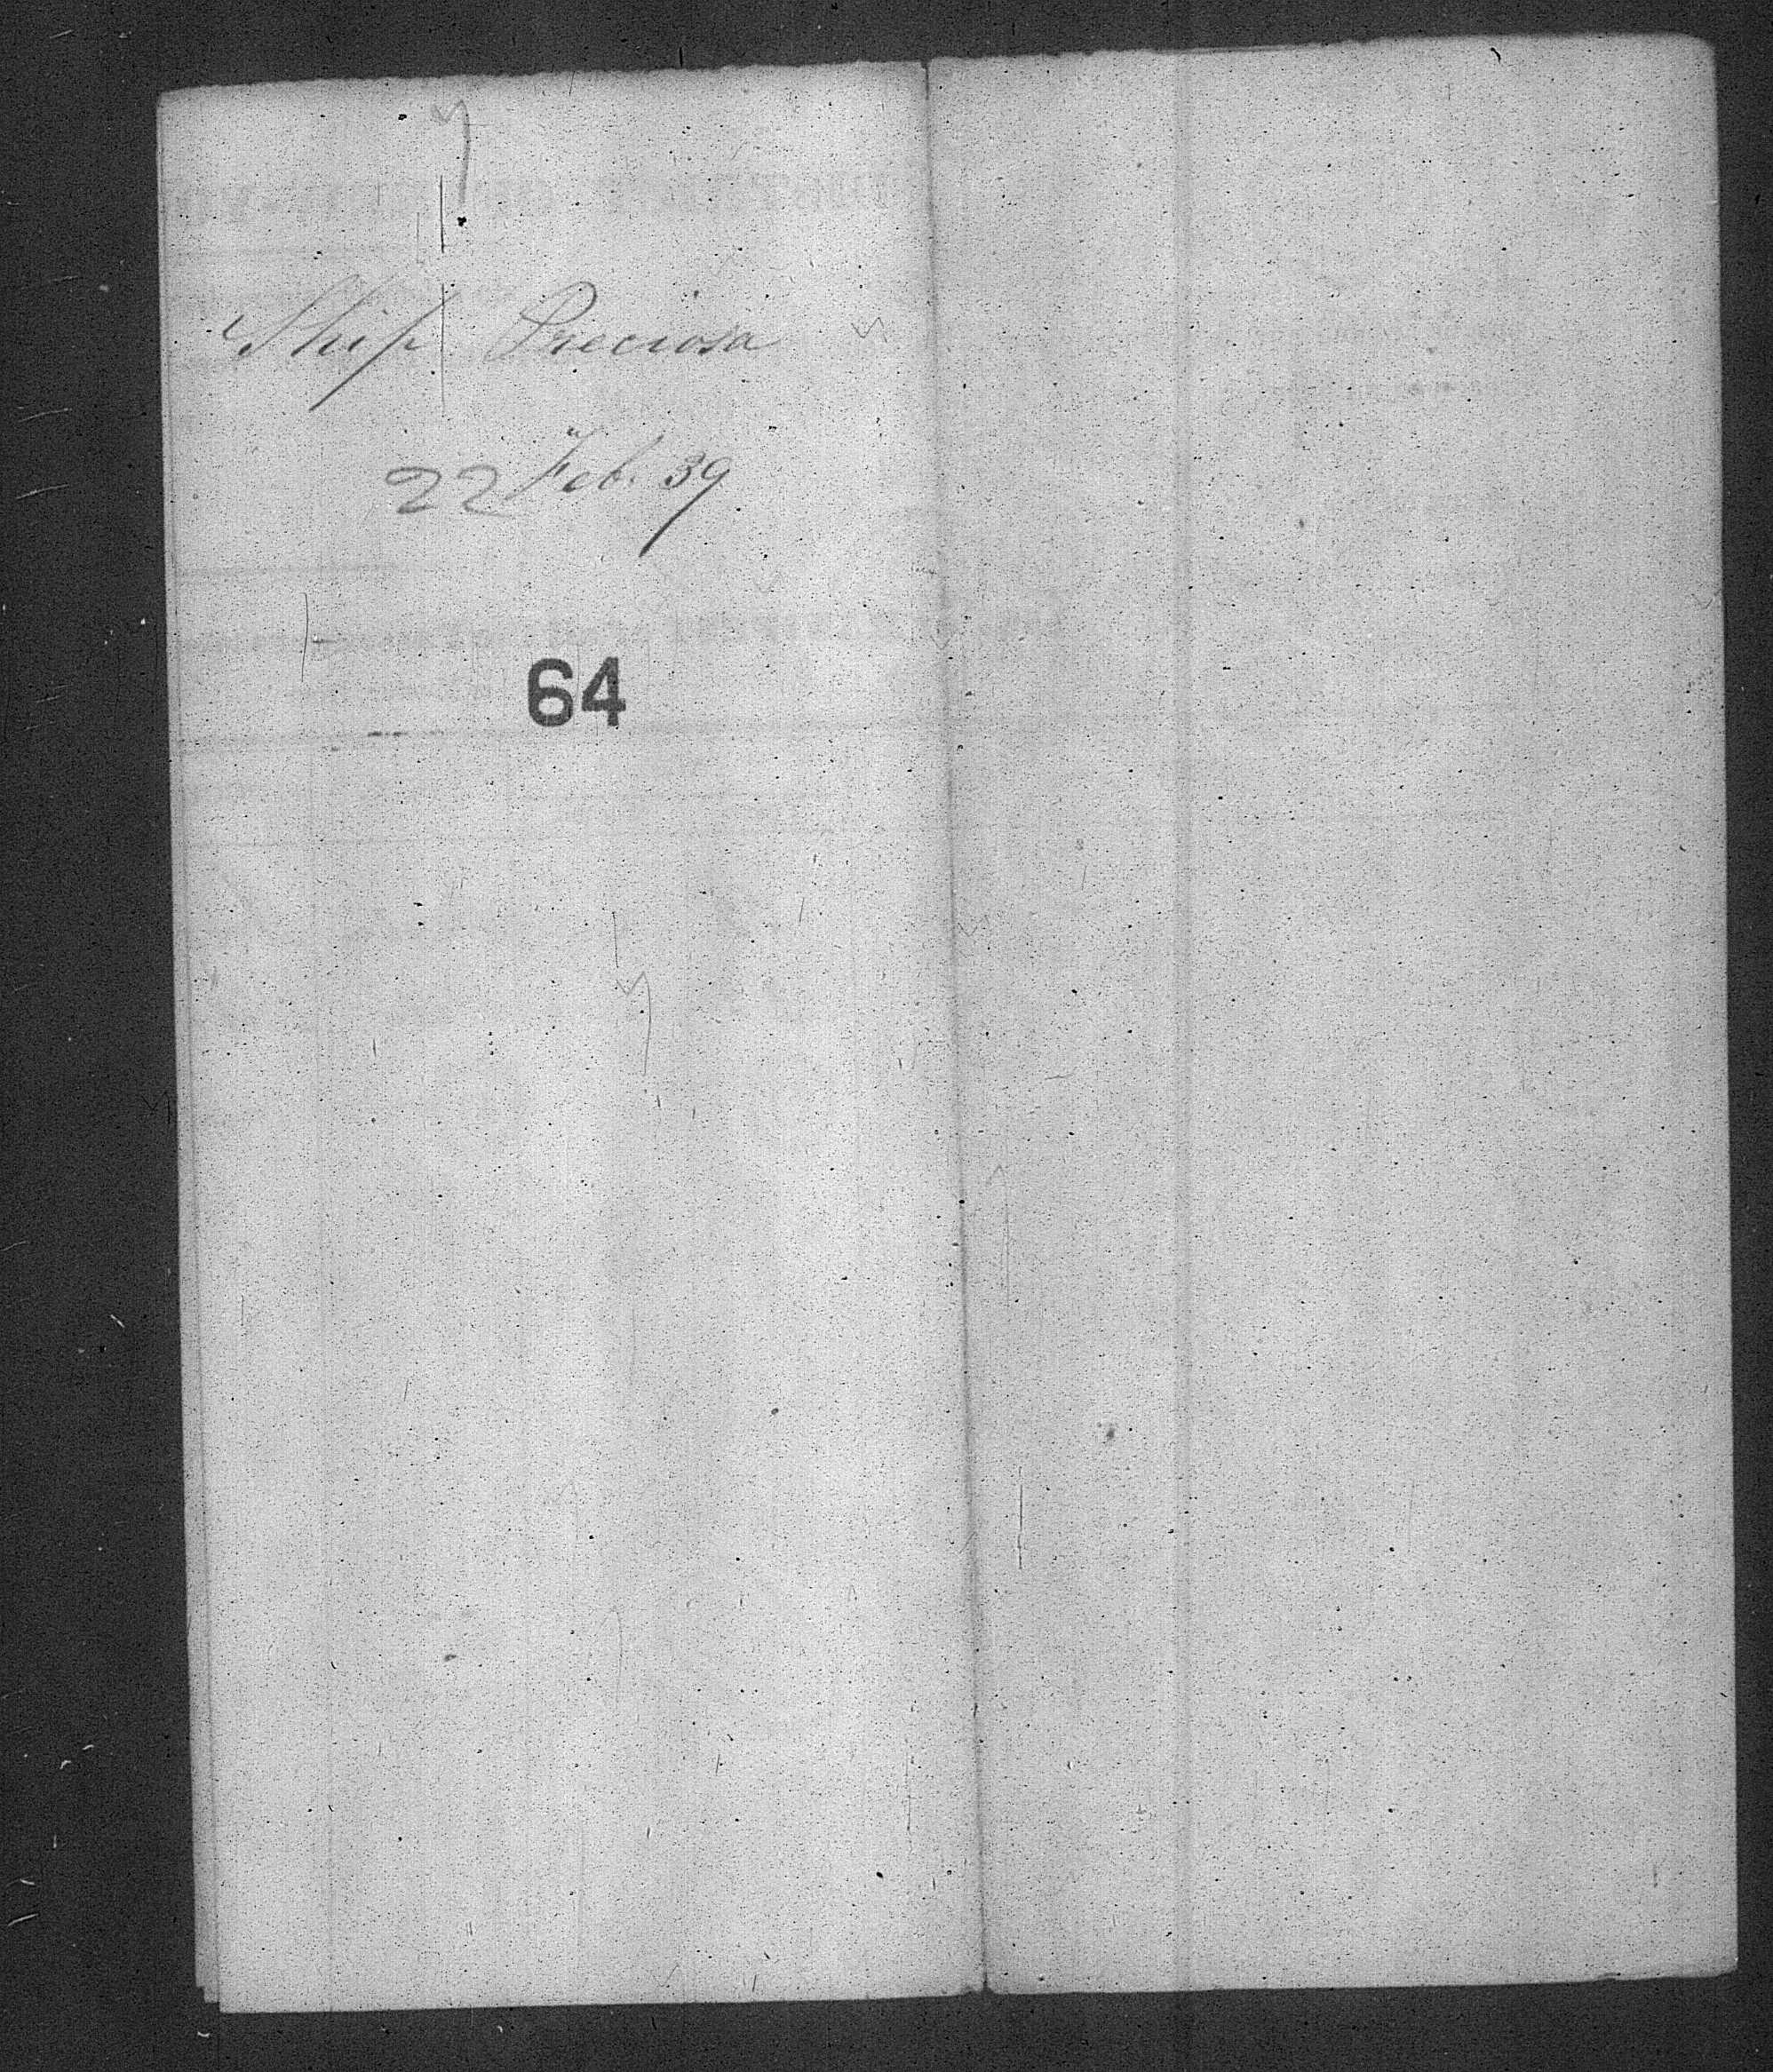 Ship Preciosa
22 Feb. 39
64